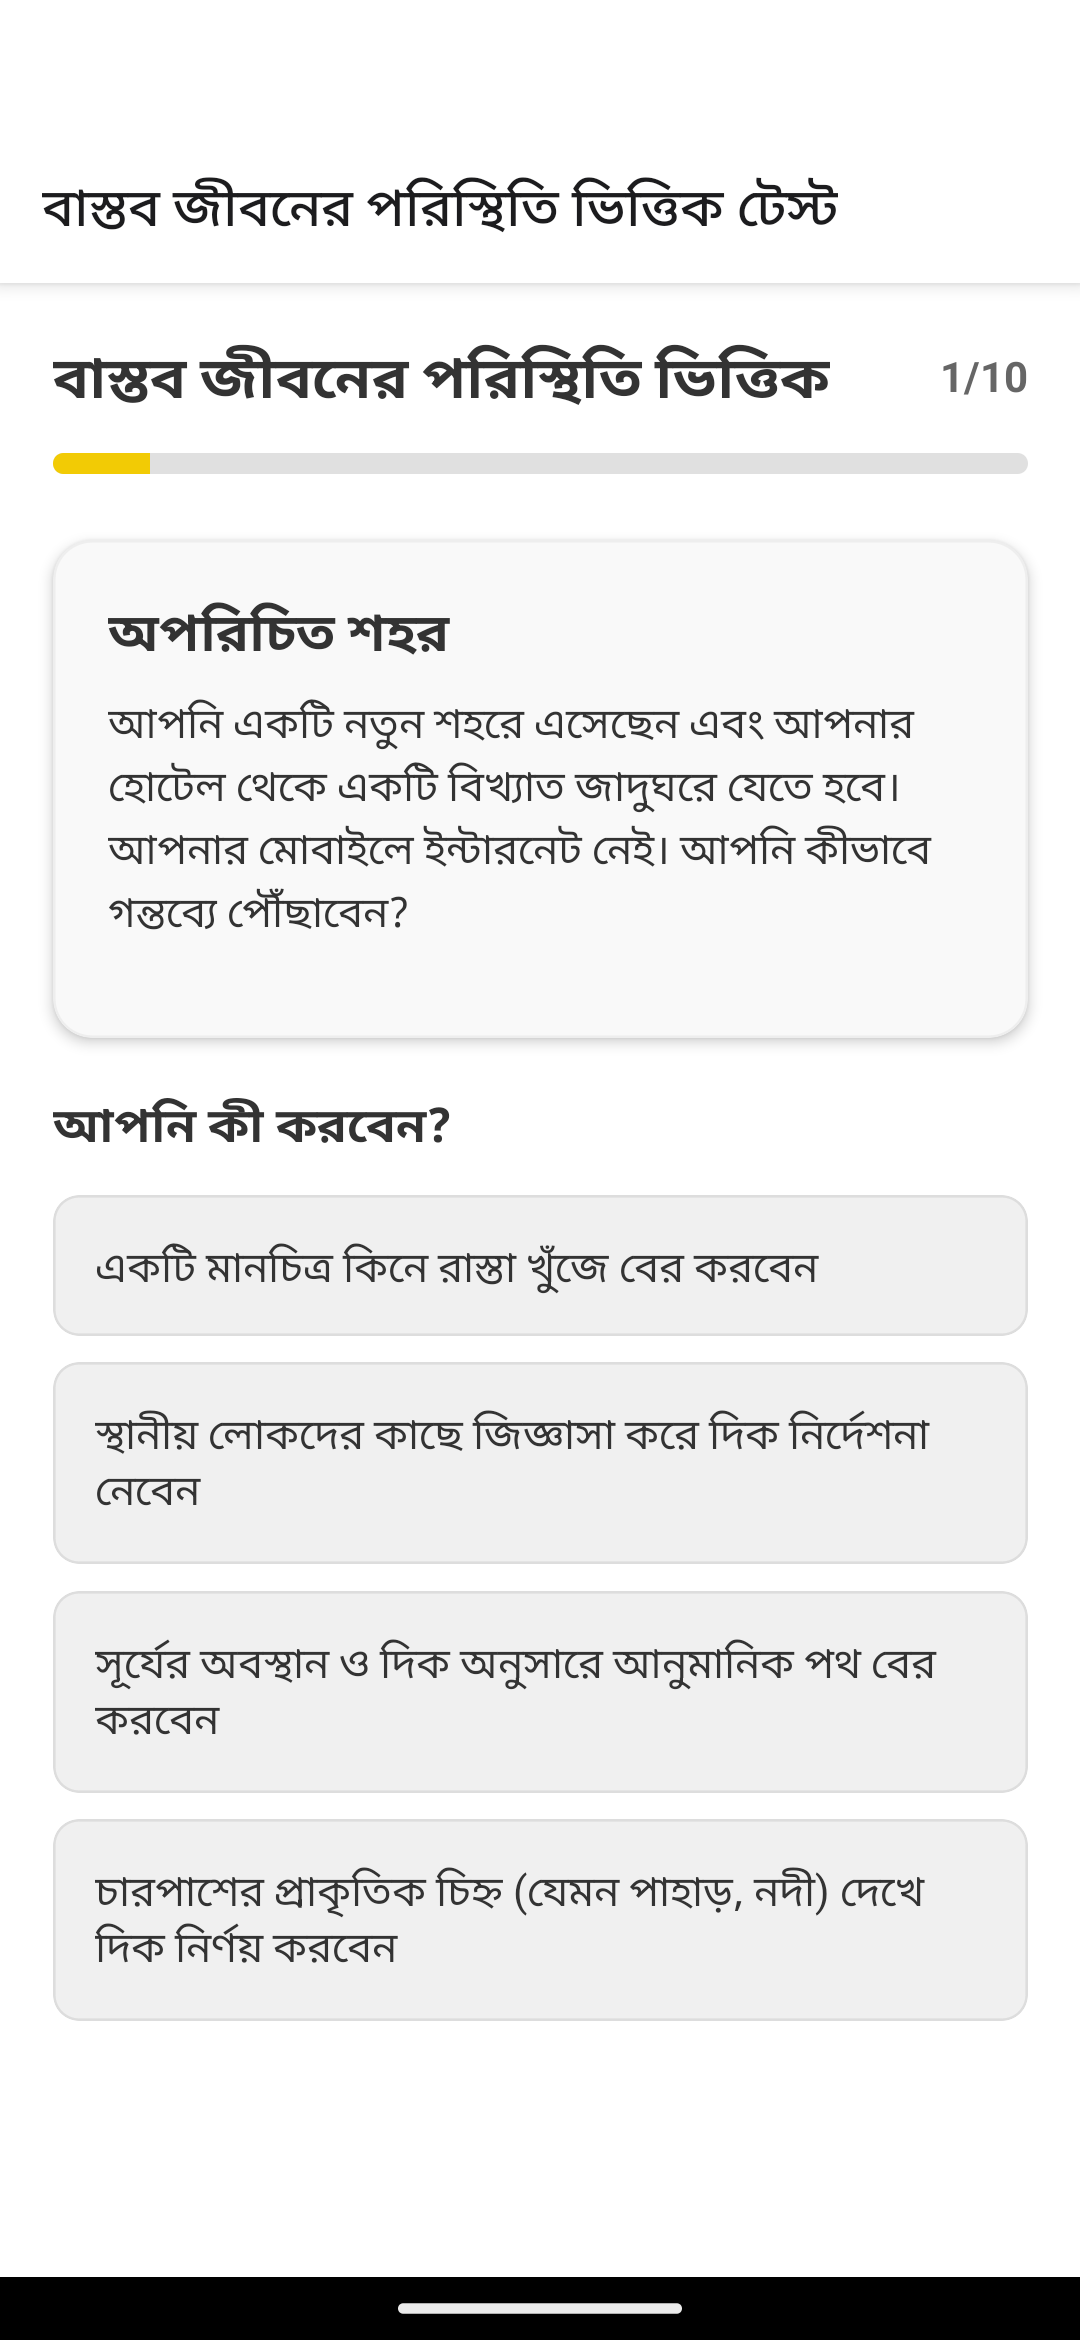 বাস্তব জীবনের পরিস্থিতি ভিত্তিক টেস্ট
বাস্তব জীবনের পরিস্থিতি ভিত্তিক 1/10
অপরিচিত শহর
আপনি একটি নতুন শহরে এসেছেন এবং আপনার
হোটেল থেকে একটি বিখ্যাত জাদুঘরে যেতে হবে।
আপনার মোবাইলে ইন্টারনেট নেই। আপনি কীভাবে
গন্তব্যে পৌঁছাবেন?
আপনি কী করবেন?
একটি মানচিত্র কিনে রাস্তা খুঁজে বের করবেন
স্থানীয় লোকদের কাছে জিজ্ঞাসা করে দিক নির্দেশনা
নেবেন
সূর্যের অবস্থান ও দিক অনুসারে আনুমানিক পথ বের
করবেন
চারপাশের প্রাকৃতিক চিহ্ন (যেমন পাহাড়, নদী) দেখে
দিক নির্ণয় করবেন